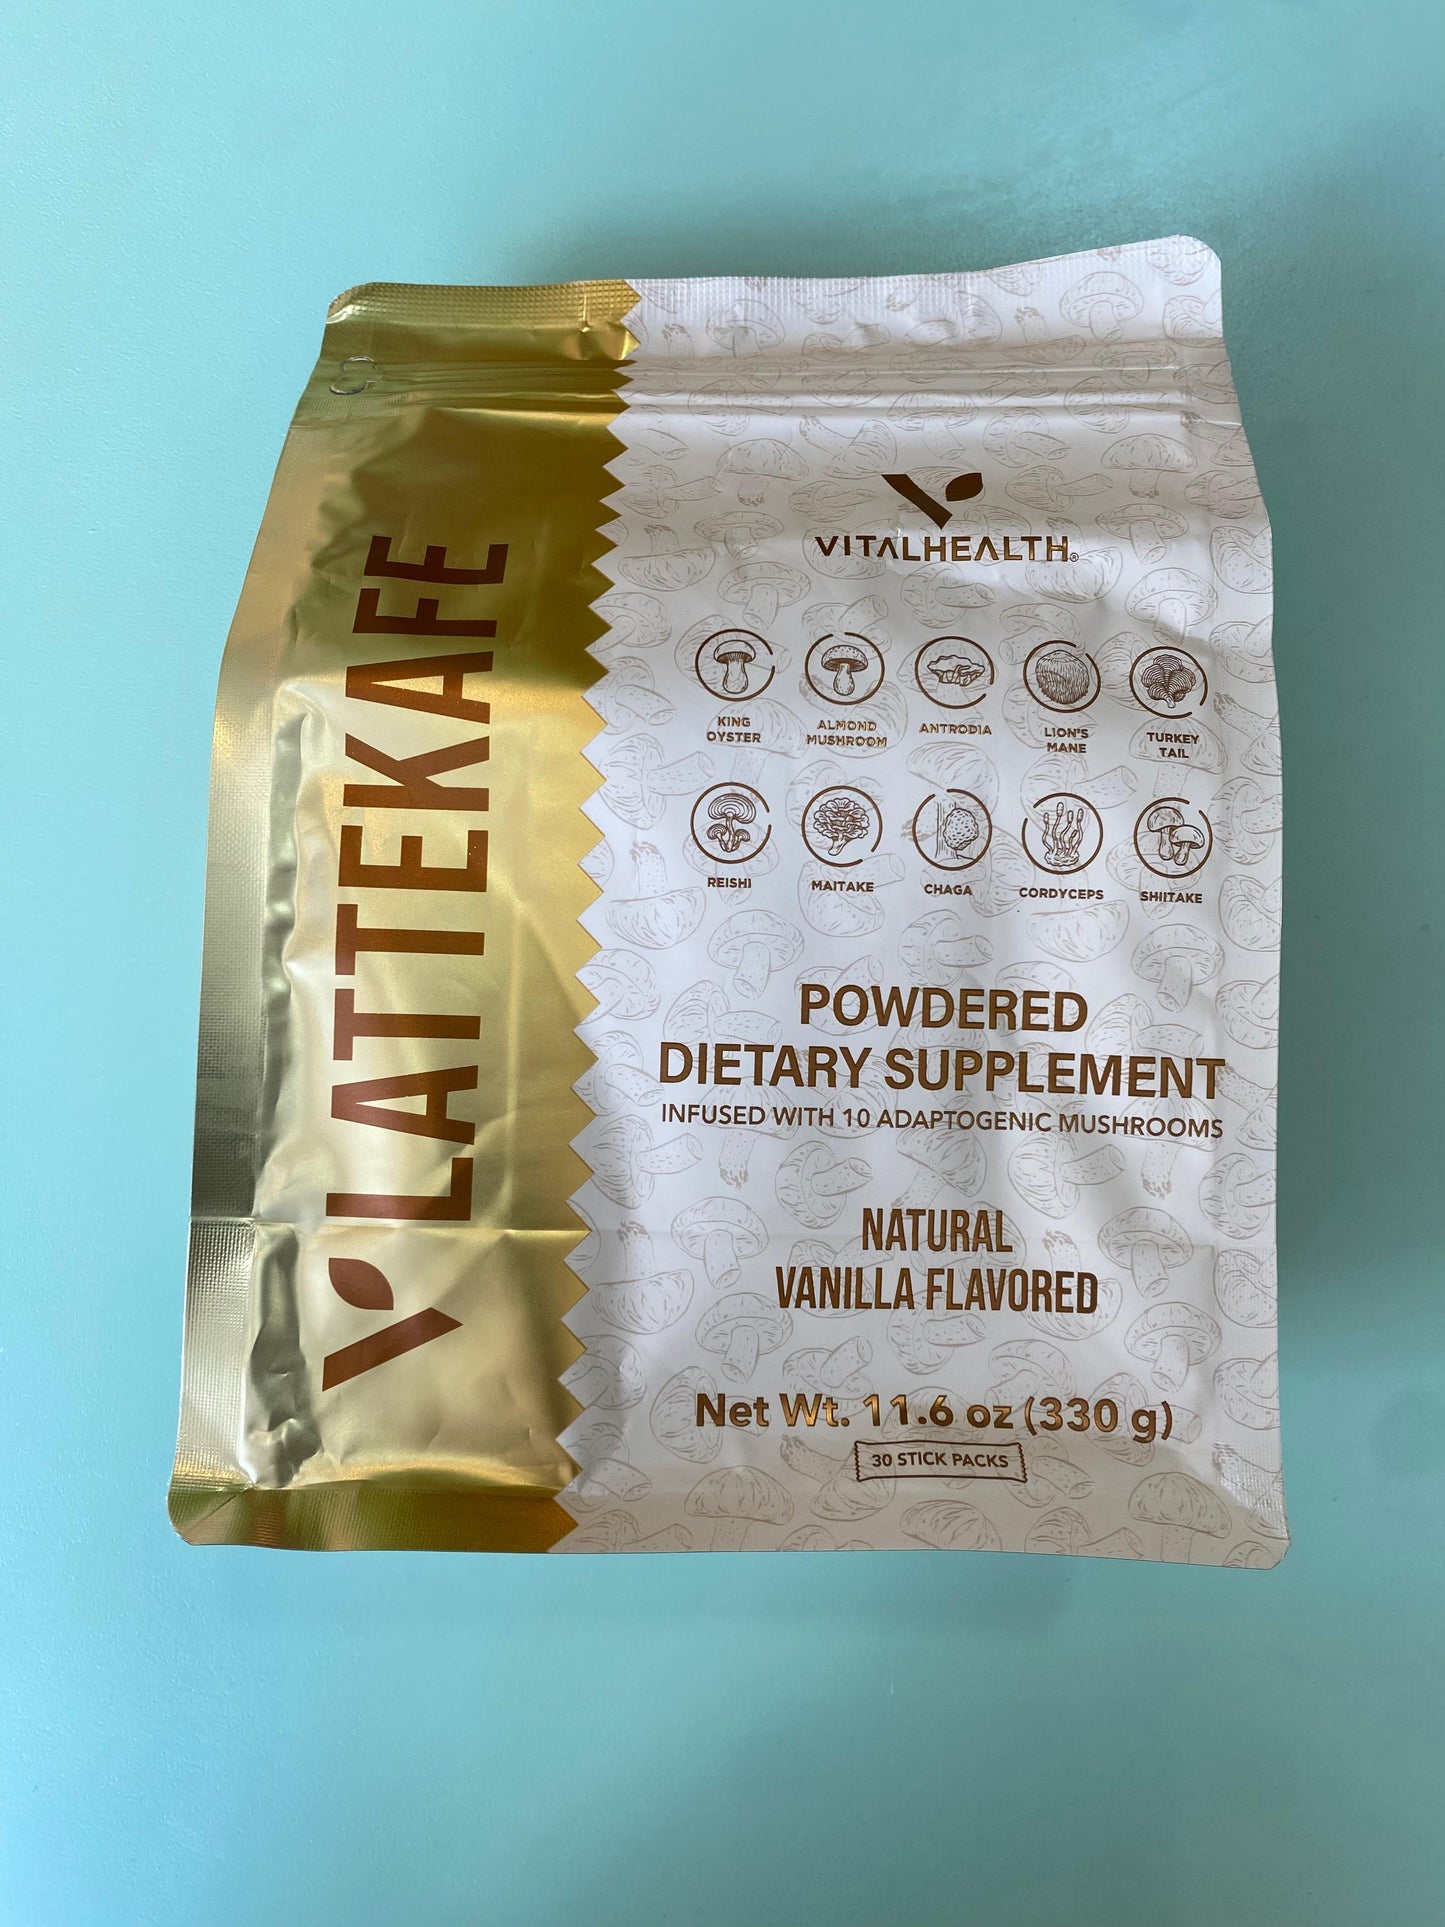 V'LATTEKAFE
VITALHEALTH®
KING
OYSTER
ALMOND
MUSHROOM
ANTRODIA
LION'S
MANE
TURKEY
TAIL
REISHI
MAITAKE
CHAGA
CORDYCEPS
SHIITAKE
POWDERED
DIETARY SUPPLEMENT
INFUSED WITH 10 ADAPTOGENIC MUSHROOMS
NATURAL
VANILLA FLAVORED
Net Wt. 11.6 oz (330 g)
30 STICK PACKS